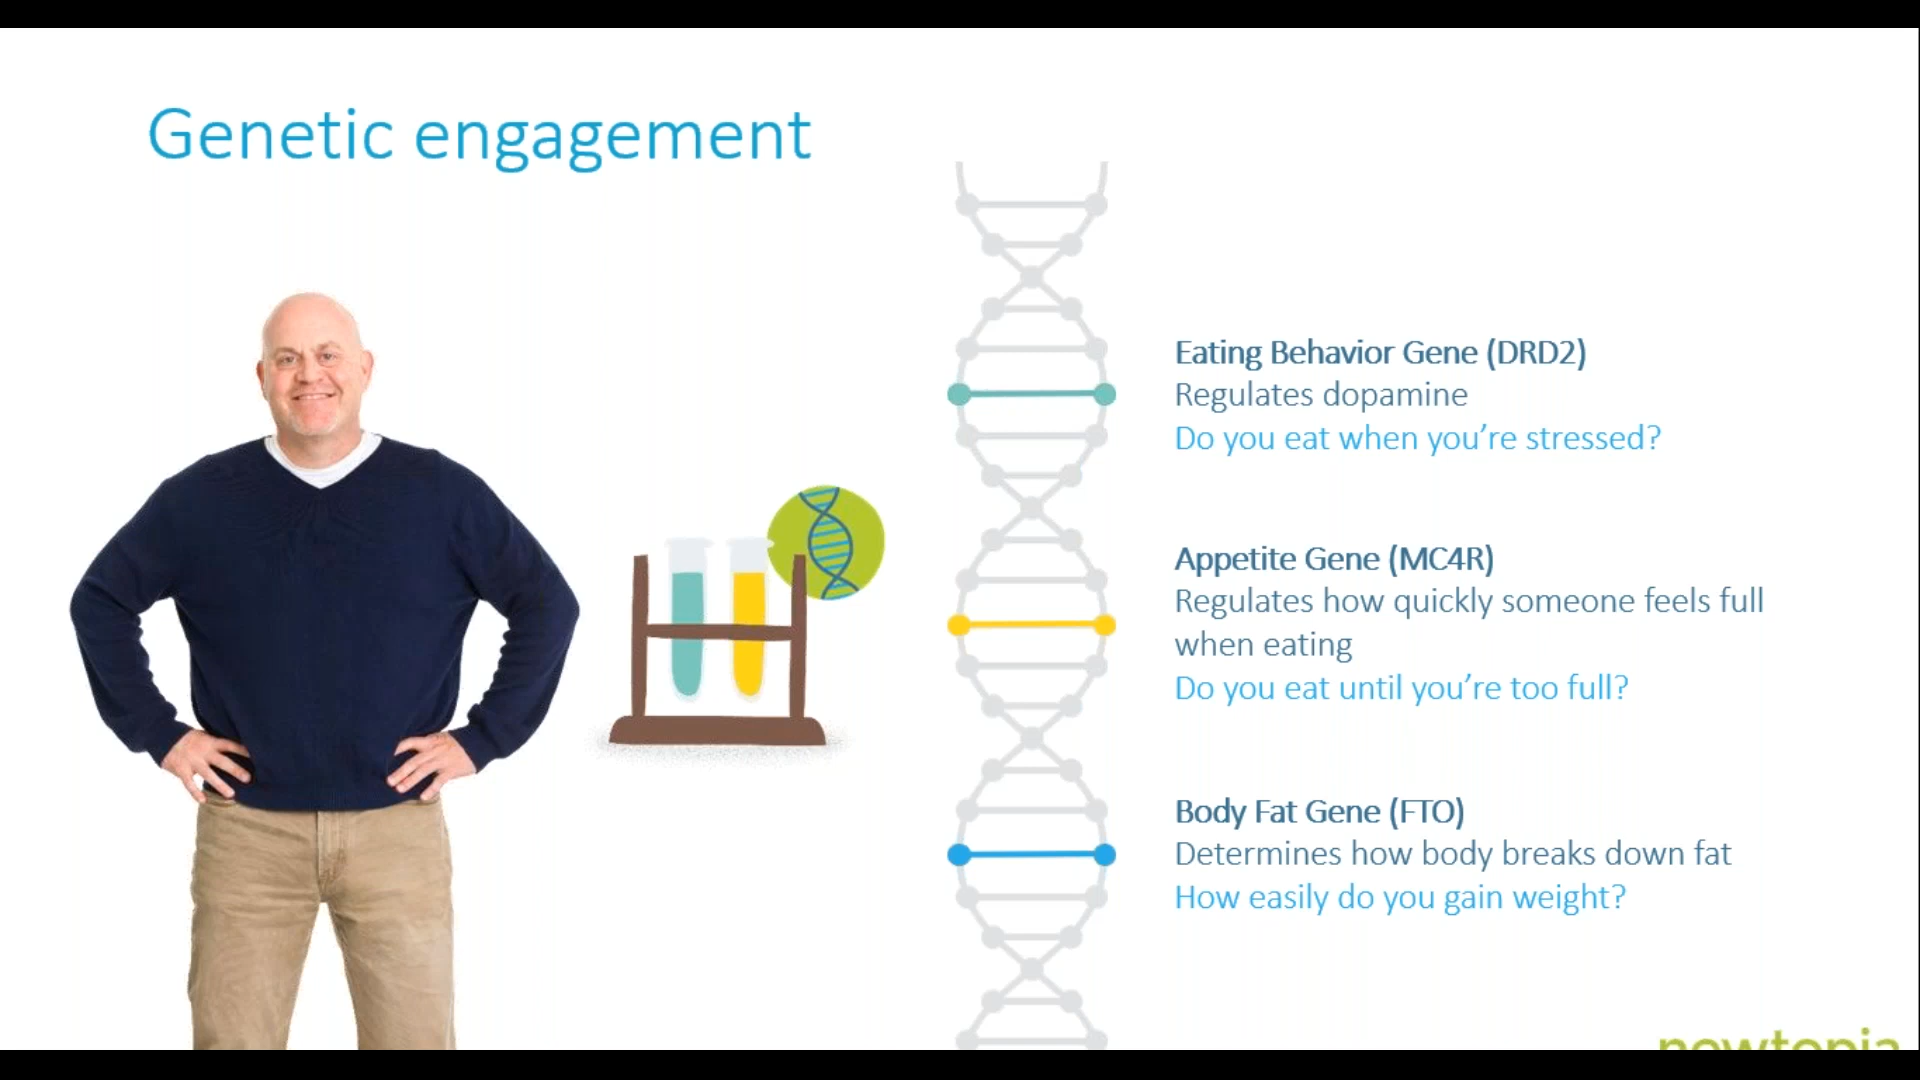 Genetic engagement
Eating Behavior Gene (DRD2)
Regulates dopamine
Do you eat when you’re stressed?
Appetite Gene (MC4R)
Regulates how quickly someone feels full
when eating
Do you eat until you’re too full?
Body Fat Gene (FTO)
Determines how body breaks down fat
How easily do you gain weight?
newtopia